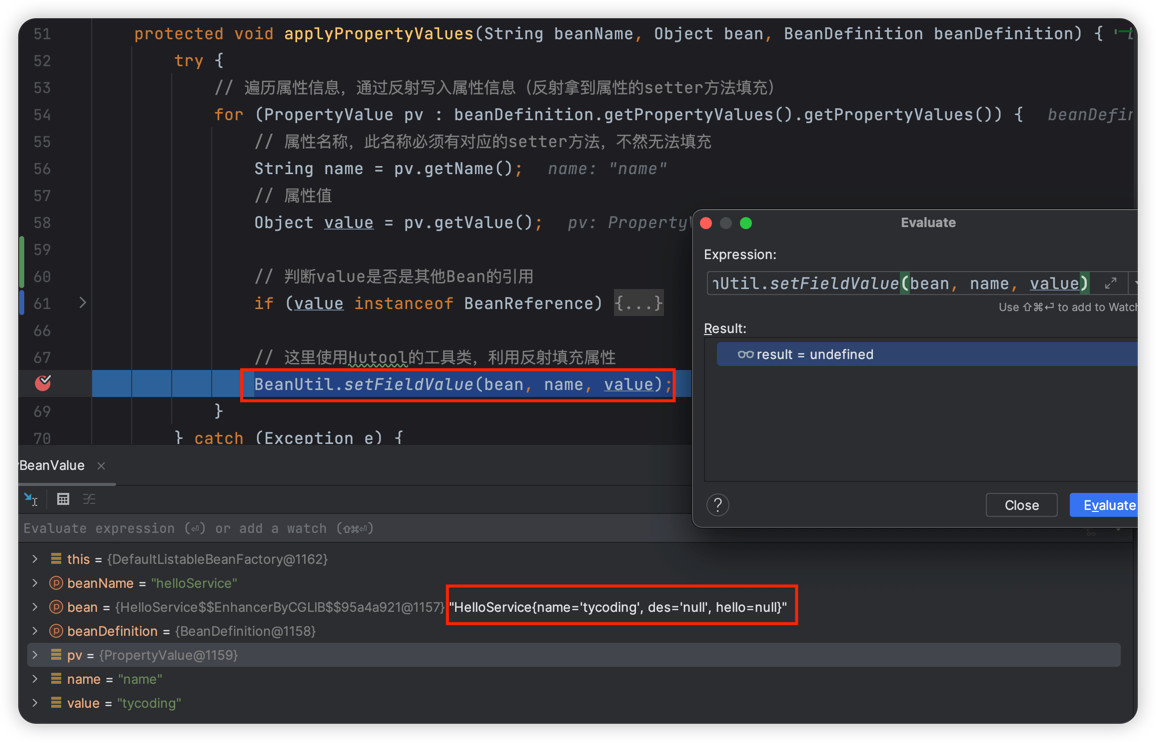 51 protected void applyPropertyValues(String beanName, Object bean, BeanDefinition beanDefinition) {
52 try {
53 // 遍历属性信息，通过反射写入属性信息（反射拿到属性的setter方法填充）
54 for (PropertyValue pv : beanDefinition.getPropertyValues().getPropertyValues()) {
55 // 属性名称，此名称必须有对应的setter方法，不然无法填充
56 String name = pv.getName(); name: "name"
57 // 属性值
58 Object value = pv.getValue(); pv:
59
60 // 判断value是否是其他Bean的引用
61 if (value instanceof BeanReference) {...}
66
67 // 这里使用Hutool的工具类，利用反射填充属性
BeanUtil.setFieldValue(bean, name, value);
69 }
70 } catch (Exception e) {
Evaluate
Expression:
Util.setFieldValue(bean, name, value)
Use ⇧⌘⏎ to add to Watch
Result:
result = undefined
?
Close
Evaluate
BeanValue ×
Evaluate expression (⏎) or add a watch (⇧⌘⏎)
this = {DefaultListableBeanFactory@1162}
beanName = "helloService"
bean = {HelloService$$EnhancerByCGLIB$$95a4a921@1157} "HelloService{name='tycoding', des='null', hello=null}"
beanDefinition = {BeanDefinition@1158}
pv = {PropertyValue@1159}
name = "name"
value = "tycoding"